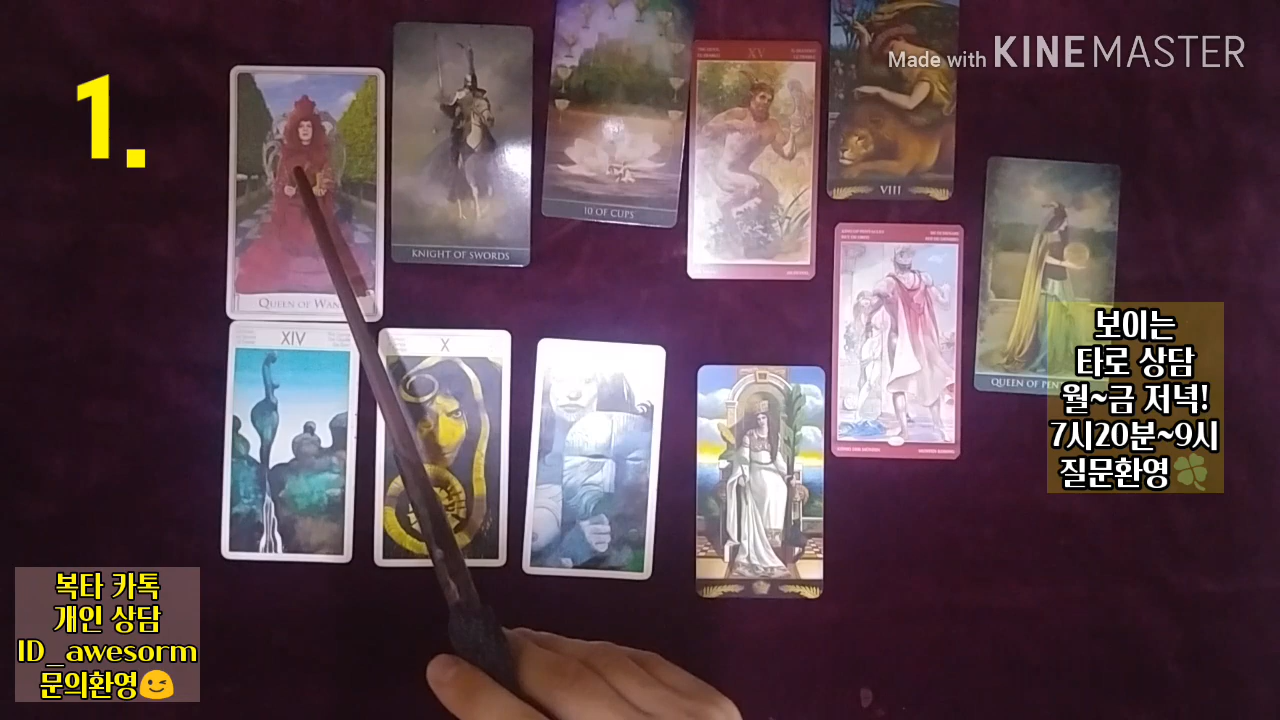 Made with KINEMASTER
1.
QUEEN OF WAN
KNIGHT OF SWORDS
10 OF CUPS
XV
VIII
QUEEN OF PEN
XIV
X
보이는
타로 상담
월~금 저녁!
7시20분~9시
질문환영🍀
복타 카톡
개인 상담
ID_awesorm
문의환영😉